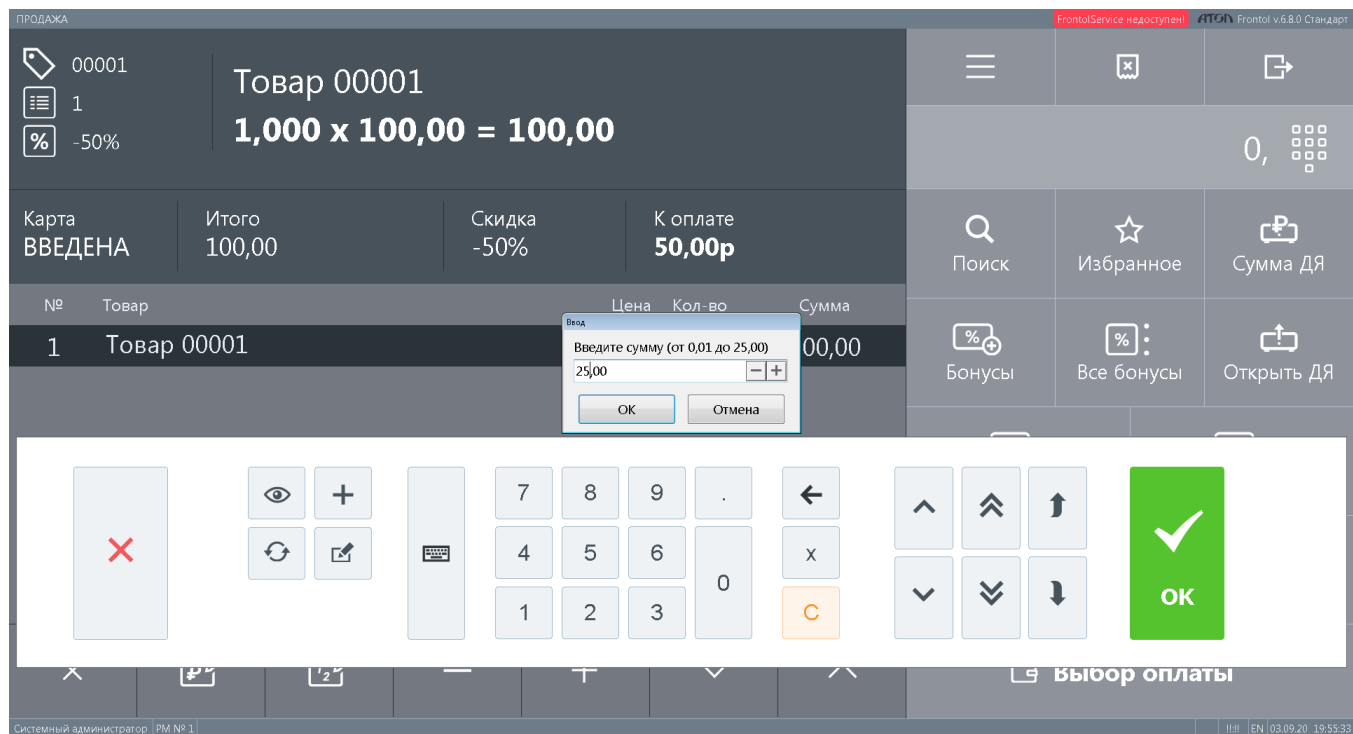 ПРОДАЖА
FrontolService недоступен!
ATOL Frontol v.6.8.0 Стандарт
00001
1
-50%
Товар 00001
1,000 x 100,00 = 100,00
0,
Карта
ВВЕДЕНА
Итого
100,00
Скидка
-50%
К оплате
50,00р
Поиск
Избранное
Сумма ДЯ
№ Товар Цена Кол-во Сумма
1 Товар 00001 00,00
Ввод
Введите сумму (от 0,01 до 25,00)
25,00
ОК
Отмена
Бонусы
Все бонусы
Открыть ДЯ
7 8 9 .
4 5 6 x
0
1 2 3 C
ОК
Выбор оплаты
Системный администратор РМ № 1
!!:!! EN 03.09.20 19:55:33